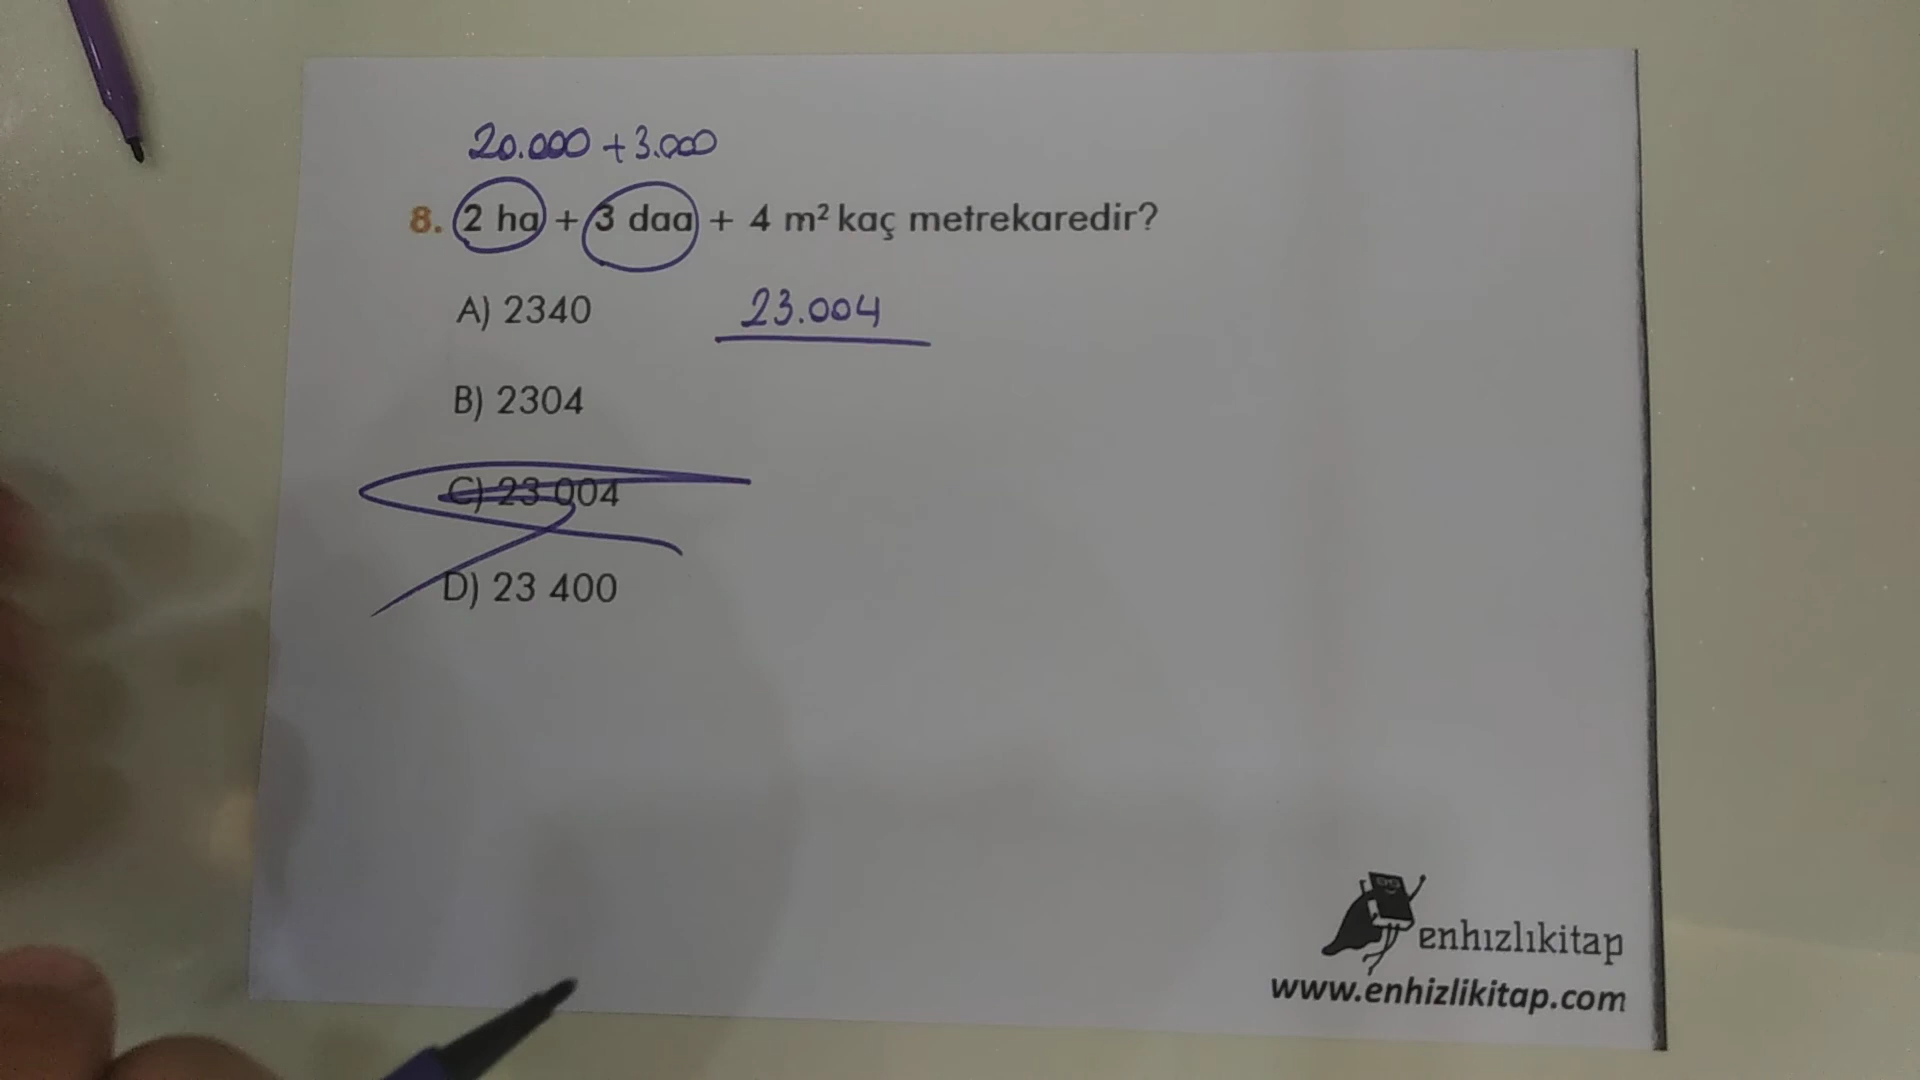 20.000 + 3.000
8. 2 ha + 3 daa + 4 m² kaç metrekaredir?
A) 2340
23.004
B) 2304
C) 23 004
D) 23 400
enhızlıkitap
www.enhizlikitap.com